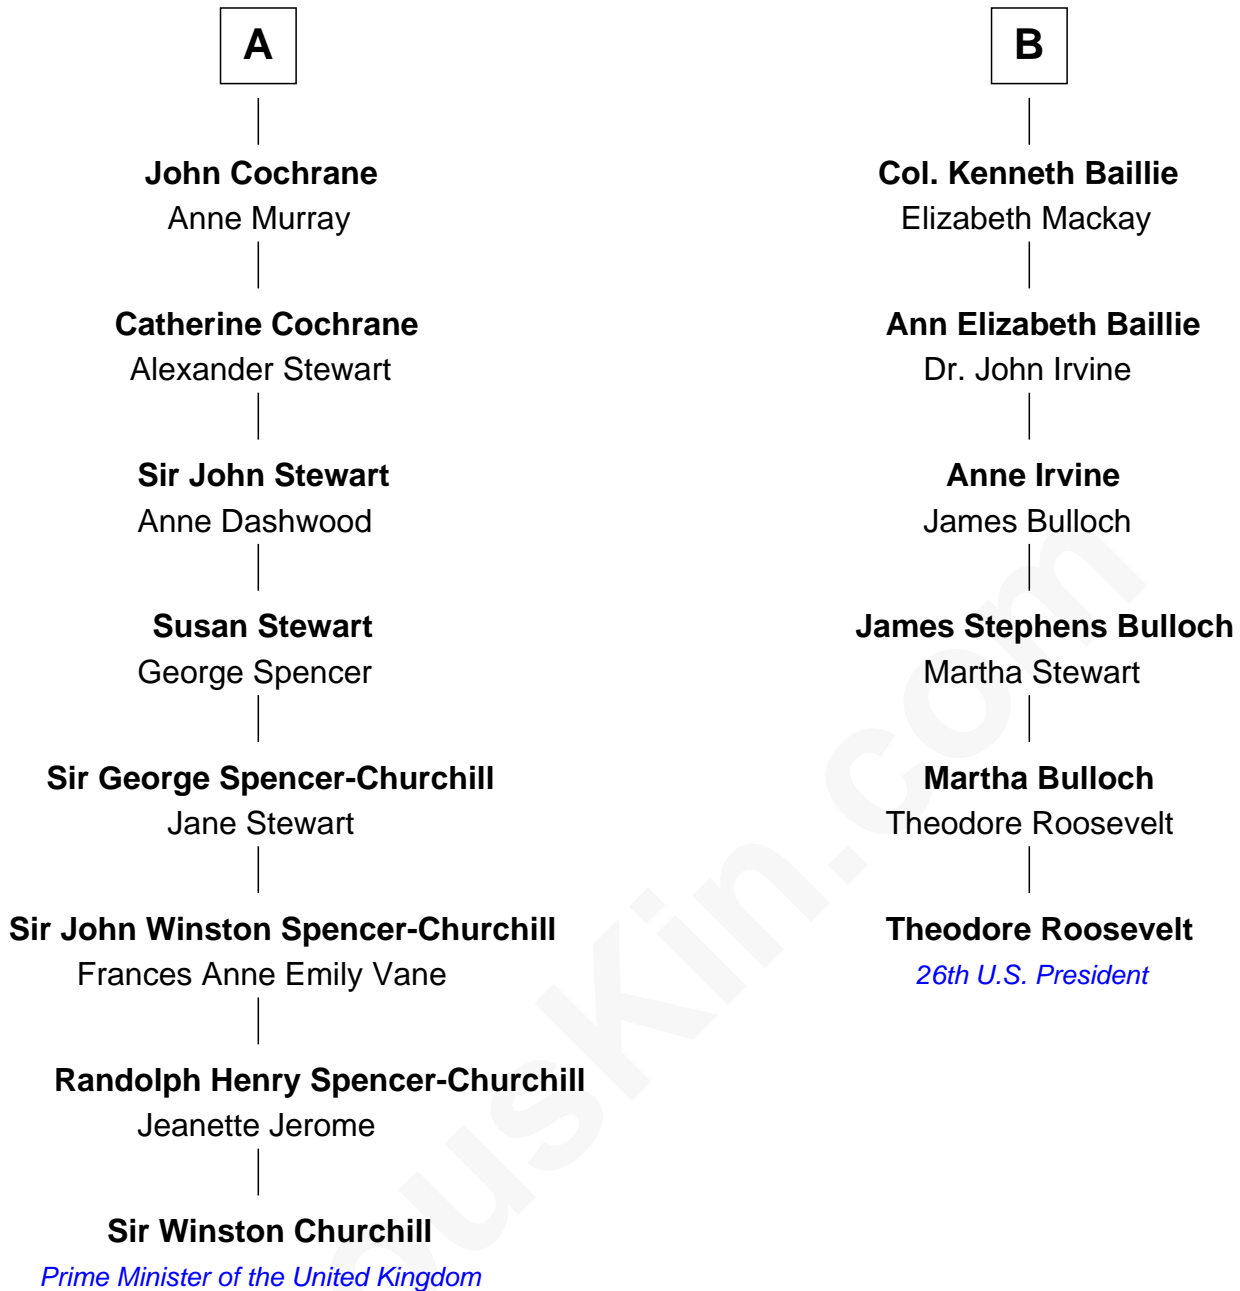 A
John Cochrane
Anne Murray
Catherine Cochrane
Alexander Stewart
Sir John Stewart
Anne Dashwood
Susan Stewart
George Spencer
Sir George Spencer-Churchill
Jane Stewart
Sir John Winston Spencer-Churchill
Frances Anne Emily Vane
Randolph Henry Spencer-Churchill
Jeanette Jerome
Sir Winston Churchill
Prime Minister of the United Kingdom
B
Col. Kenneth Baillie
Elizabeth Mackay
Ann Elizabeth Baillie
Dr. John Irvine
Anne Irvine
James Bulloch
James Stephens Bulloch
Martha Stewart
Martha Bulloch
Theodore Roosevelt
Theodore Roosevelt
26th U.S. President
ousKin.com